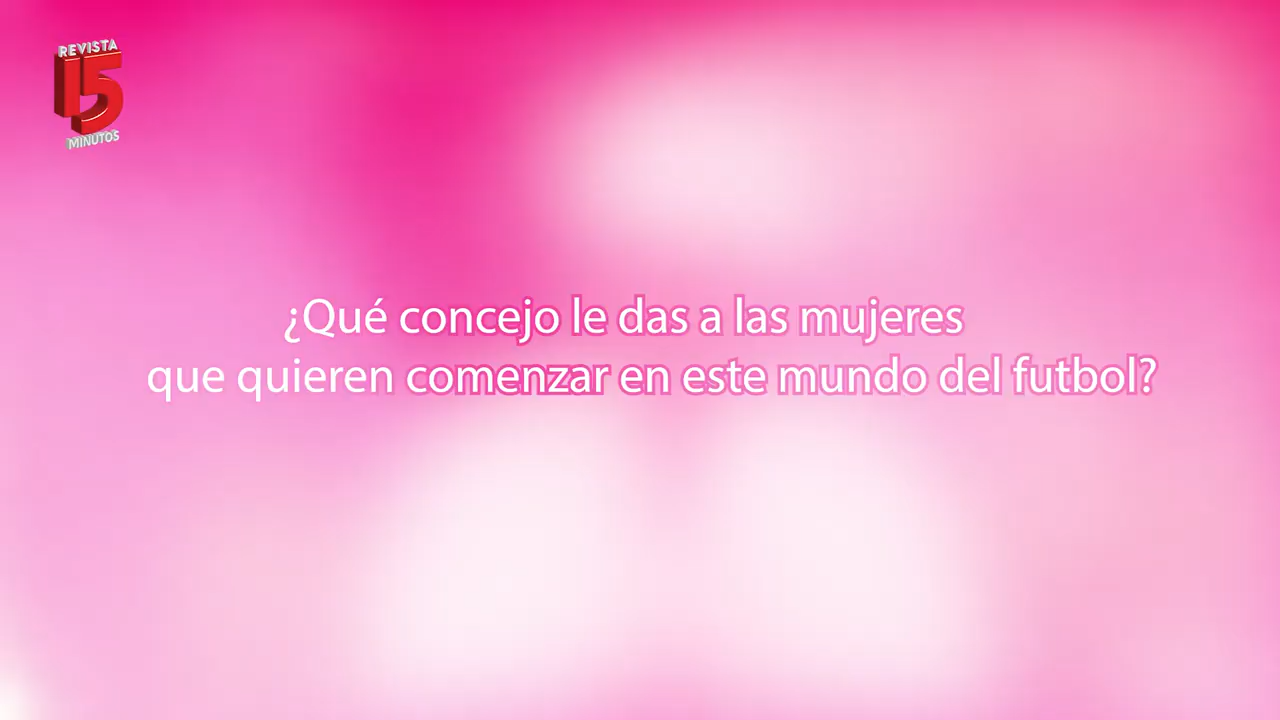 REVISTA
15
MINUTOS
¿Qué concejo le das a las mujeres
que quieren comenzar en este mundo del futbol?